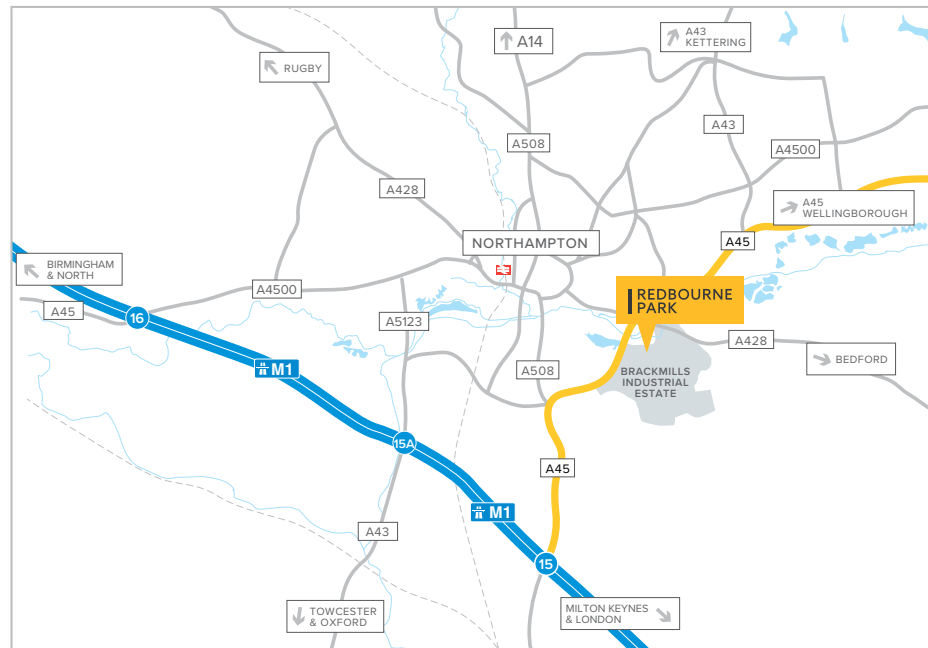 A14
A43
KETTERING
RUGBY
A43
A508
A4500
A428
A45
WELLINGBOROUGH
NORTHAMPTON
A45
BIRMINGHAM
& NORTH
A4500
REDBOURNE
PARK
A45
16
A5123
A428
BEDFORD
M1
A508
BRACKMILLS
INDUSTRIAL
ESTATE
15A
A45
M1
A43
15
TOWCESTER
& OXFORD
MILTON KEYNES
& LONDON